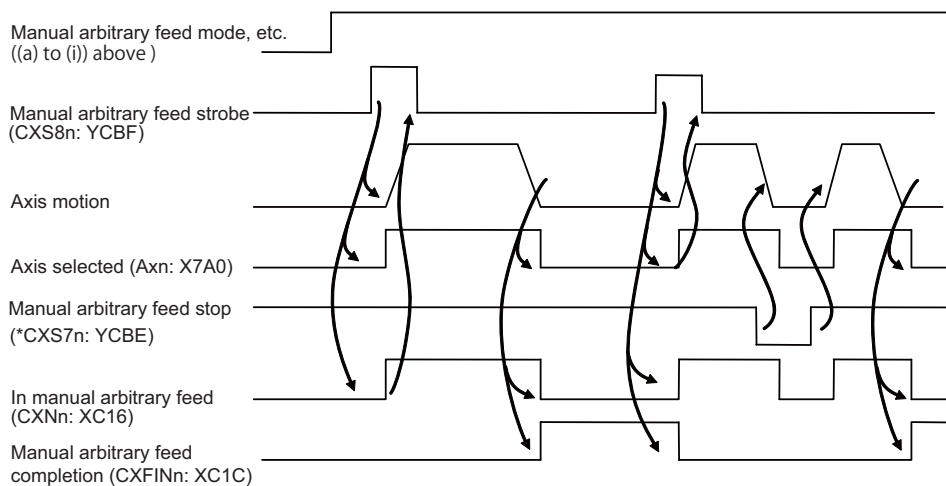 Manual arbitrary feed mode, etc.
((a) to (i)) above )
Manual arbitrary feed strobe
(CXS8n: YCBF)
Axis motion
Axis selected (Axn: X7A0)
Manual arbitrary feed stop
(*CXS7n: YCBE)
In manual arbitrary feed
(CXNn: XC16)
Manual arbitrary feed
completion (CXFINn: XC1C)